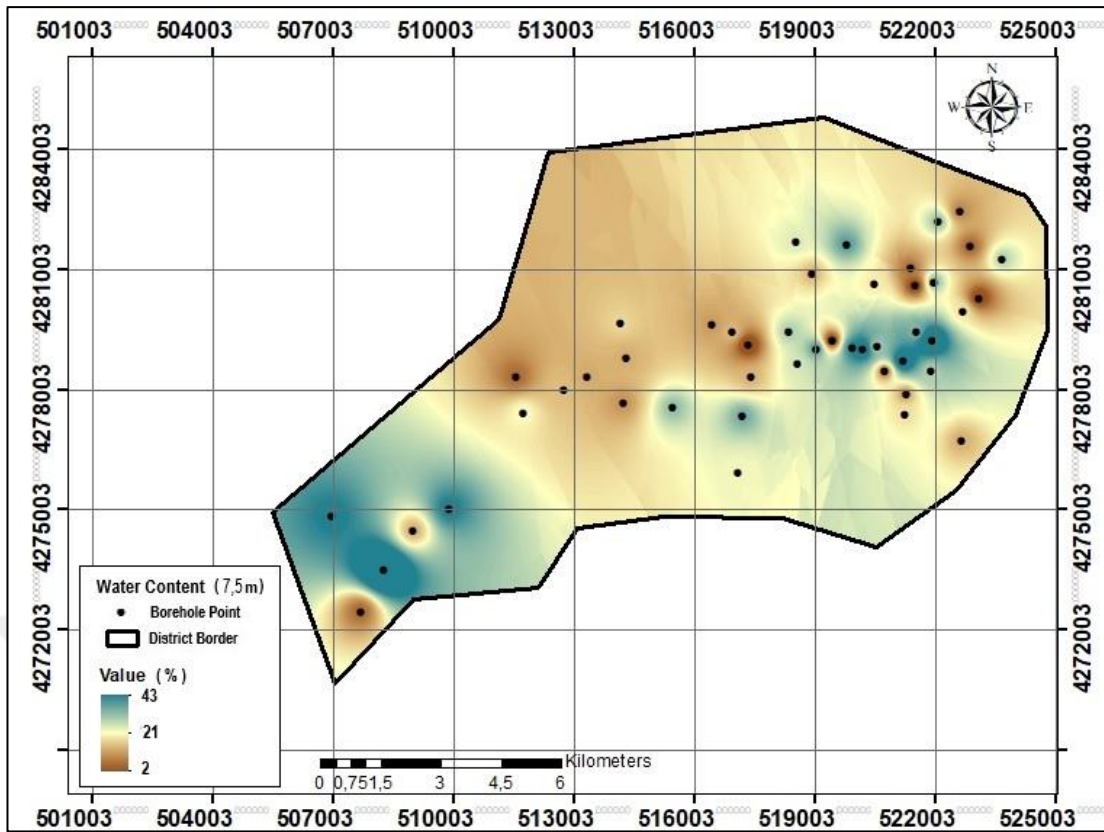 501003 504003 507003 510003 513003 516003 519003 522003 525003
N
W E
S
4284003 4284003
4281003 4281003
4278003 4278003
4275003 4275003
4272003 4272003
Water Content (7,5m)
Borehole Point
District Border
Value (%)
43
21
2
Kilometers
0 0,75 1,5 3 4,5 6
501003 504003 507003 510003 513003 516003 519003 522003 525003